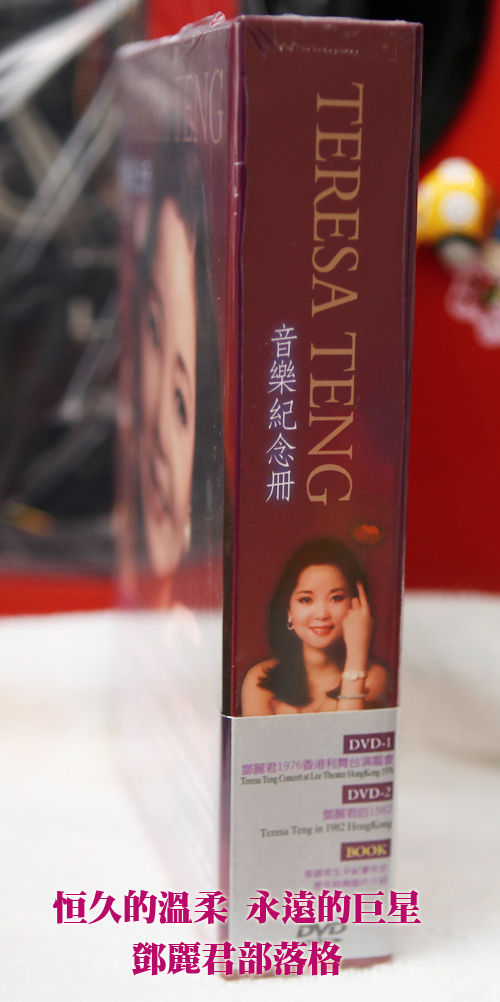 TENG
TERESA TENG
音樂紀念冊
DVD-1
鄧麗君1976香港利舞台演唱會
Teresa Teng Concert at Lee Theatre HongKong 1976
DVD-2
鄧麗君的1982
Teresa Teng in 1982 HongKong
BOOK
DVD
恒久的溫柔 永遠的巨星
鄧麗君部落格